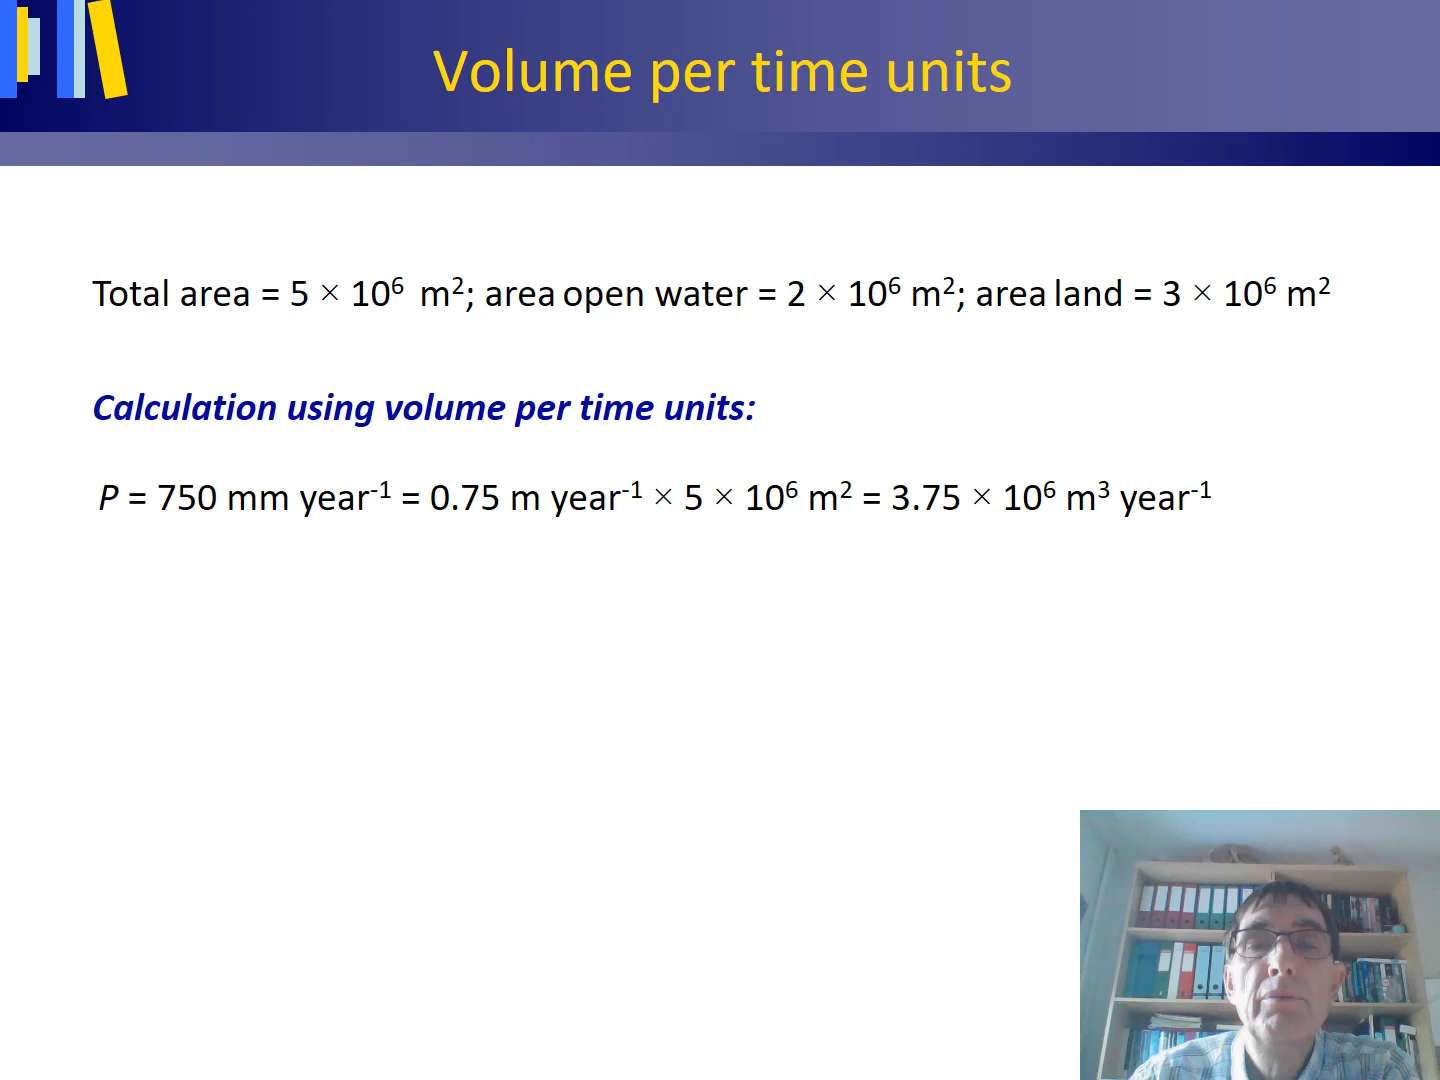 Volume per time units
Total area = 5 × 10⁶ m²; area open water = 2 × 10⁶ m²; area land = 3 × 10⁶ m²
Calculation using volume per time units:
P = 750 mm year⁻¹ = 0.75 m year⁻¹ × 5 × 10⁶ m² = 3.75 × 10⁶ m³ year⁻¹